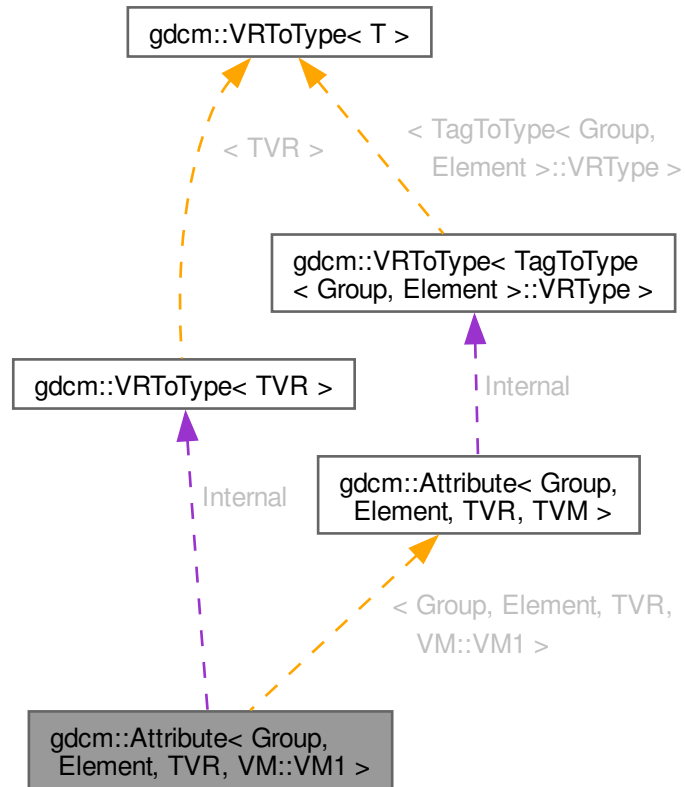 gdcm::VRToType< T >
< TagToType< Group,
Element >::VRType >
< TVR >
gdcm::VRToType< TagToType
< Group, Element >::VRType >
gdcm::VRToType< TVR >
Internal
gdcm::Attribute< Group,
Element, TVR, TVM >
Internal
< Group, Element, TVR,
VM::VM1 >
gdcm::Attribute< Group,
Element, TVR, VM::VM1 >